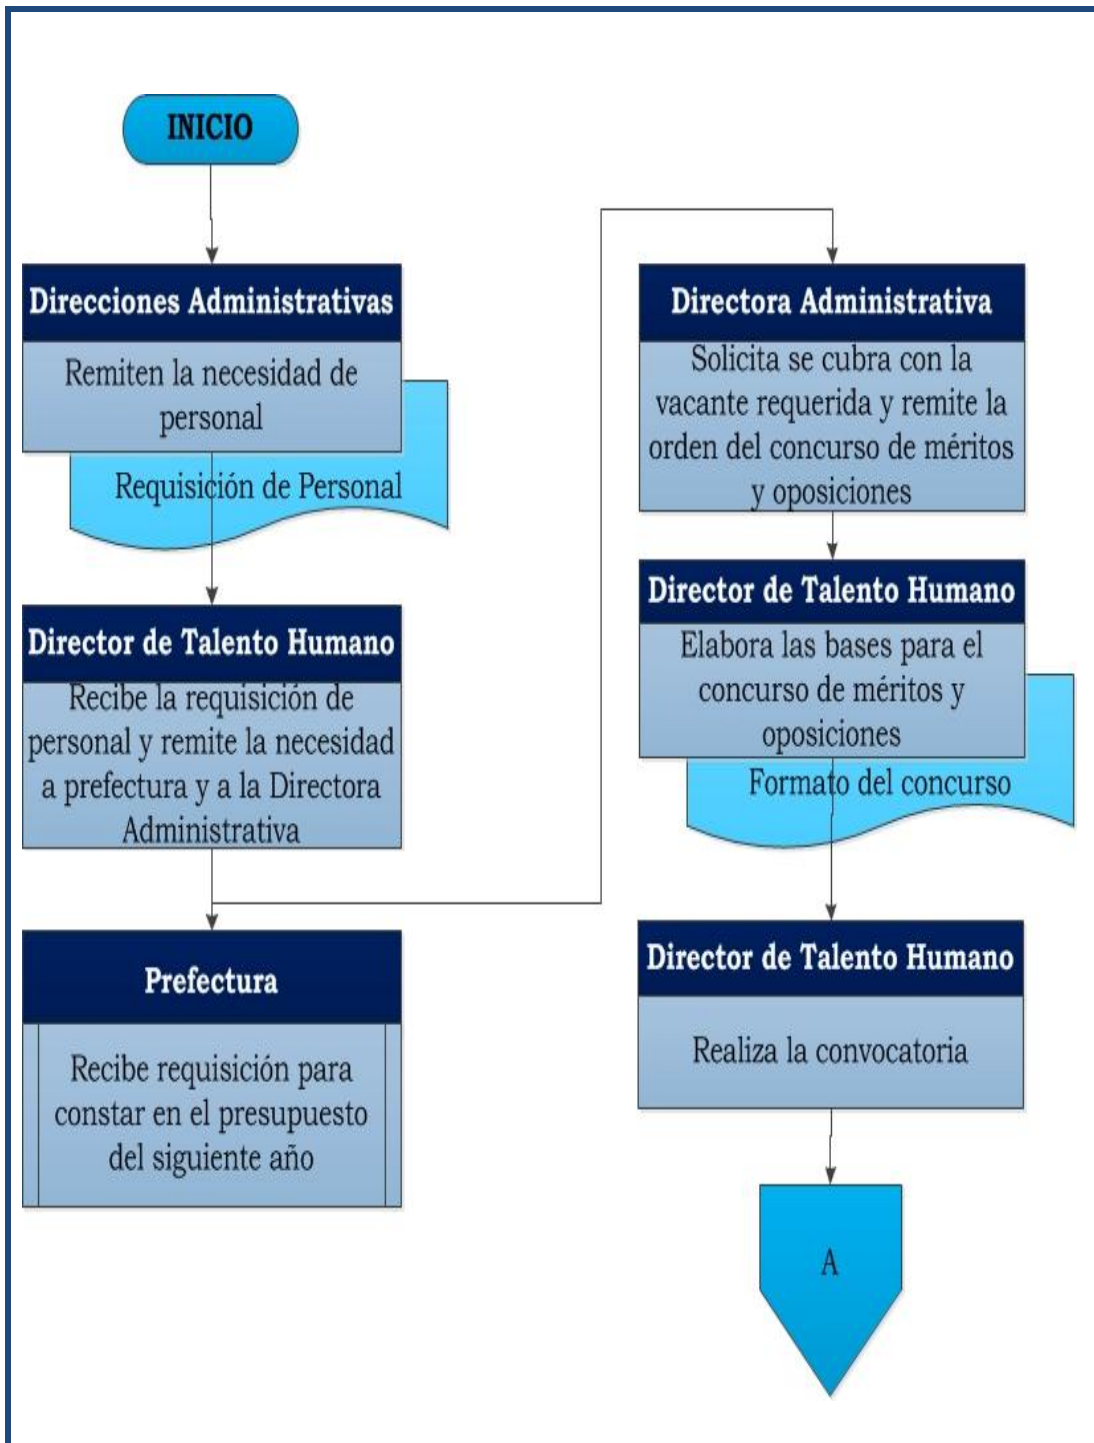 INICIO
Direcciones Administrativas
Remiten la necesidad de
personal
Requisición de Personal
Director de Talento Humano
Recibe la requisición de
personal y remite la necesidad
a prefectura y a la Directora
Administrativa
Prefectura
Recibe requisición para
constar en el presupuesto
del siguiente año
Directora Administrativa
Solicita se cubra con la
vacante requerida y remite la
orden del concurso de méritos
y oposiciones
Director de Talento Humano
Elabora las bases para el
concurso de méritos y
oposiciones
Formato del concurso
Director de Talento Humano
Realiza la convocatoria
A